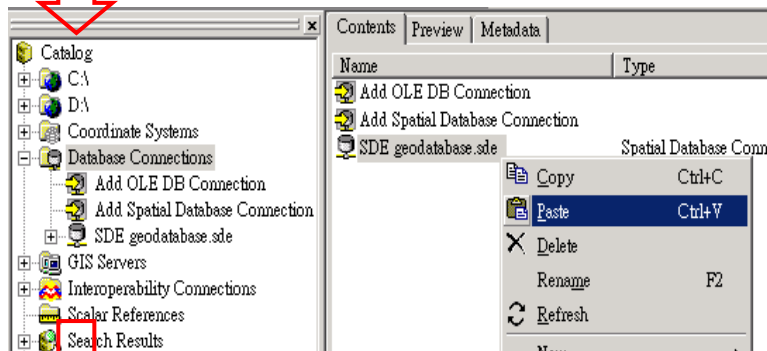 Catalog
C:\
D:\
Coordinate Systems
Database Connections
Add OLE DB Connection
Add Spatial Database Connection
SDE geodatabase.sde
GIS Servers
Interoperability Connections
Scalar References
Search Results
Contents Preview Metadata
Name Type
Add OLE DB Connection
Add Spatial Database Connection
SDE geodatabase.sde Spatial Database Conn
Copy Ctrl+C
Paste Ctrl+V
Delete
Rename F2
Refresh